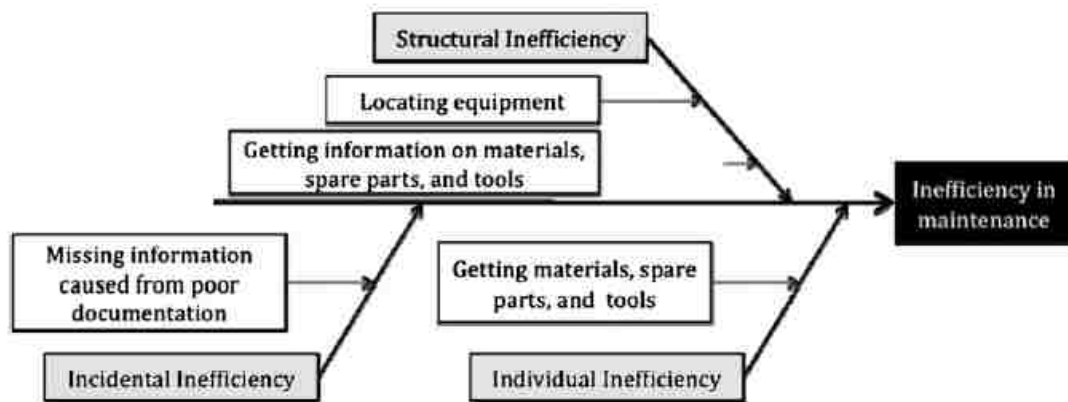 Structural Inefficiency
Locating equipment
Getting information on materials,
spare parts, and tools
Inefficiency in
maintenance
Missing information
caused from poor
documentation
Getting materials, spare
parts, and tools
Incidental Inefficiency
Individual Inefficiency